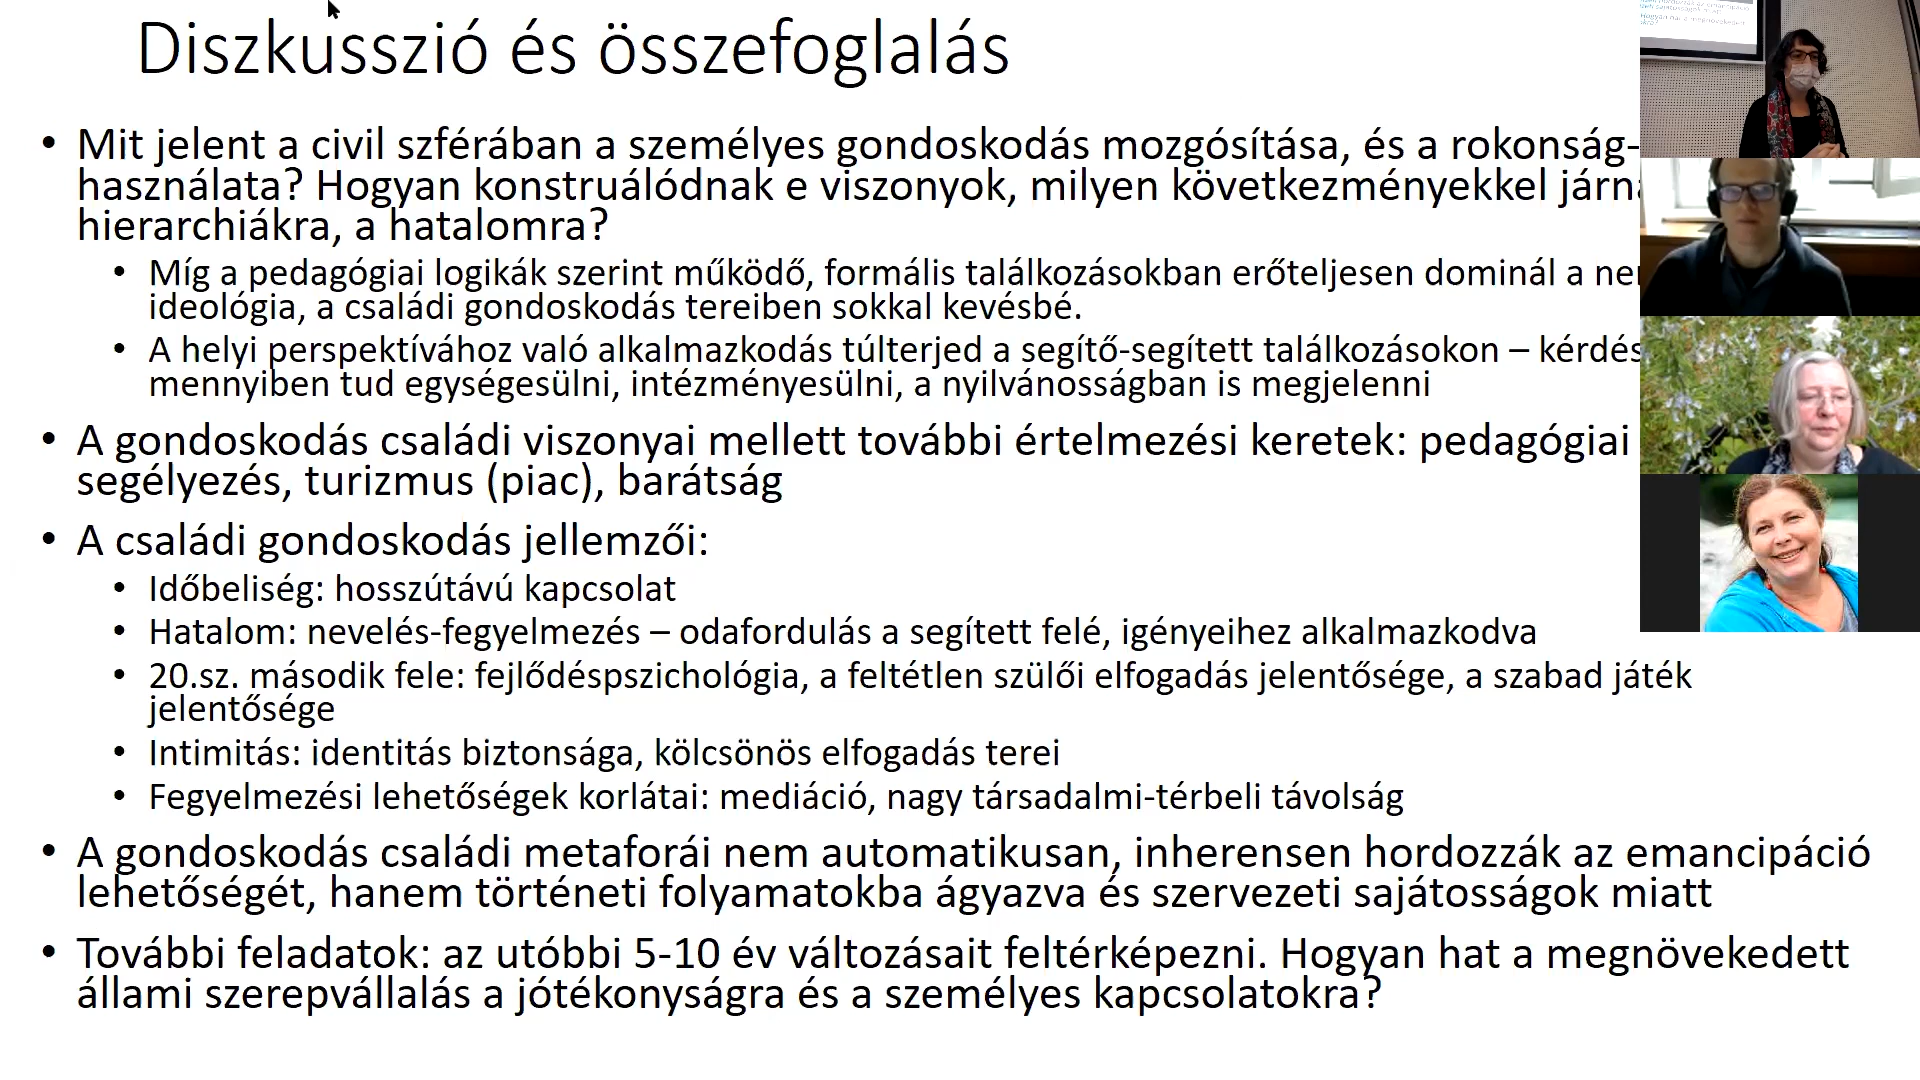 Diszkusszió és összefoglalás
• Mit jelent a civil szférában a személyes gondoskodás mozgósítása, és a rokonság-
használata? Hogyan konstruálódnak e viszonyok, milyen következményekkel
hierarchiákra, a hatalomra?
• Míg a pedagógiai logikák szerint működő, formális találkozásokban erőteljesen dominál a
ideológia, a családi gondoskodás tereiben sokkal kevésbé.
• A helyi perspektívához való alkalmazkodás túlterjed a segítő-segített találkozásokon – kérdés
mennyiben tud egységesülni, intézményesülni, a nyilvánosságban is megjelenni
• A gondoskodás családi viszonyai mellett további értelmezési keretek: pedagógiai
segélyezés, turizmus (piac), barátság
• A családi gondoskodás jellemzői:
• Időbeliség: hosszútávú kapcsolat
• Hatalom: nevelés-fegyelmezés – odafordulás a segített felé, igényeihez alkalmazkodva
• 20.sz. második fele: fejlődéspszichológia, a feltétlen szülői elfogadás jelentősége, a szabad játék
jelentősége
• Intimitás: identitás biztonsága, kölcsönös elfogadás terei
• Fegyelmezési lehetőségek korlátai: mediáció, nagy társadalmi-térbeli távolság
• A gondoskodás családi metaforái nem automatikusan, inherensen hordozzák az emancipáció
lehetőségét, hanem történeti folyamatokba ágyazva és szervezeti sajátosságok miatt
• További feladatok: az utóbbi 5-10 év változásait feltérképezni. Hogyan hat a megnövekedett
állami szerepvállalás a jótékonyságra és a személyes kapcsolatokra?